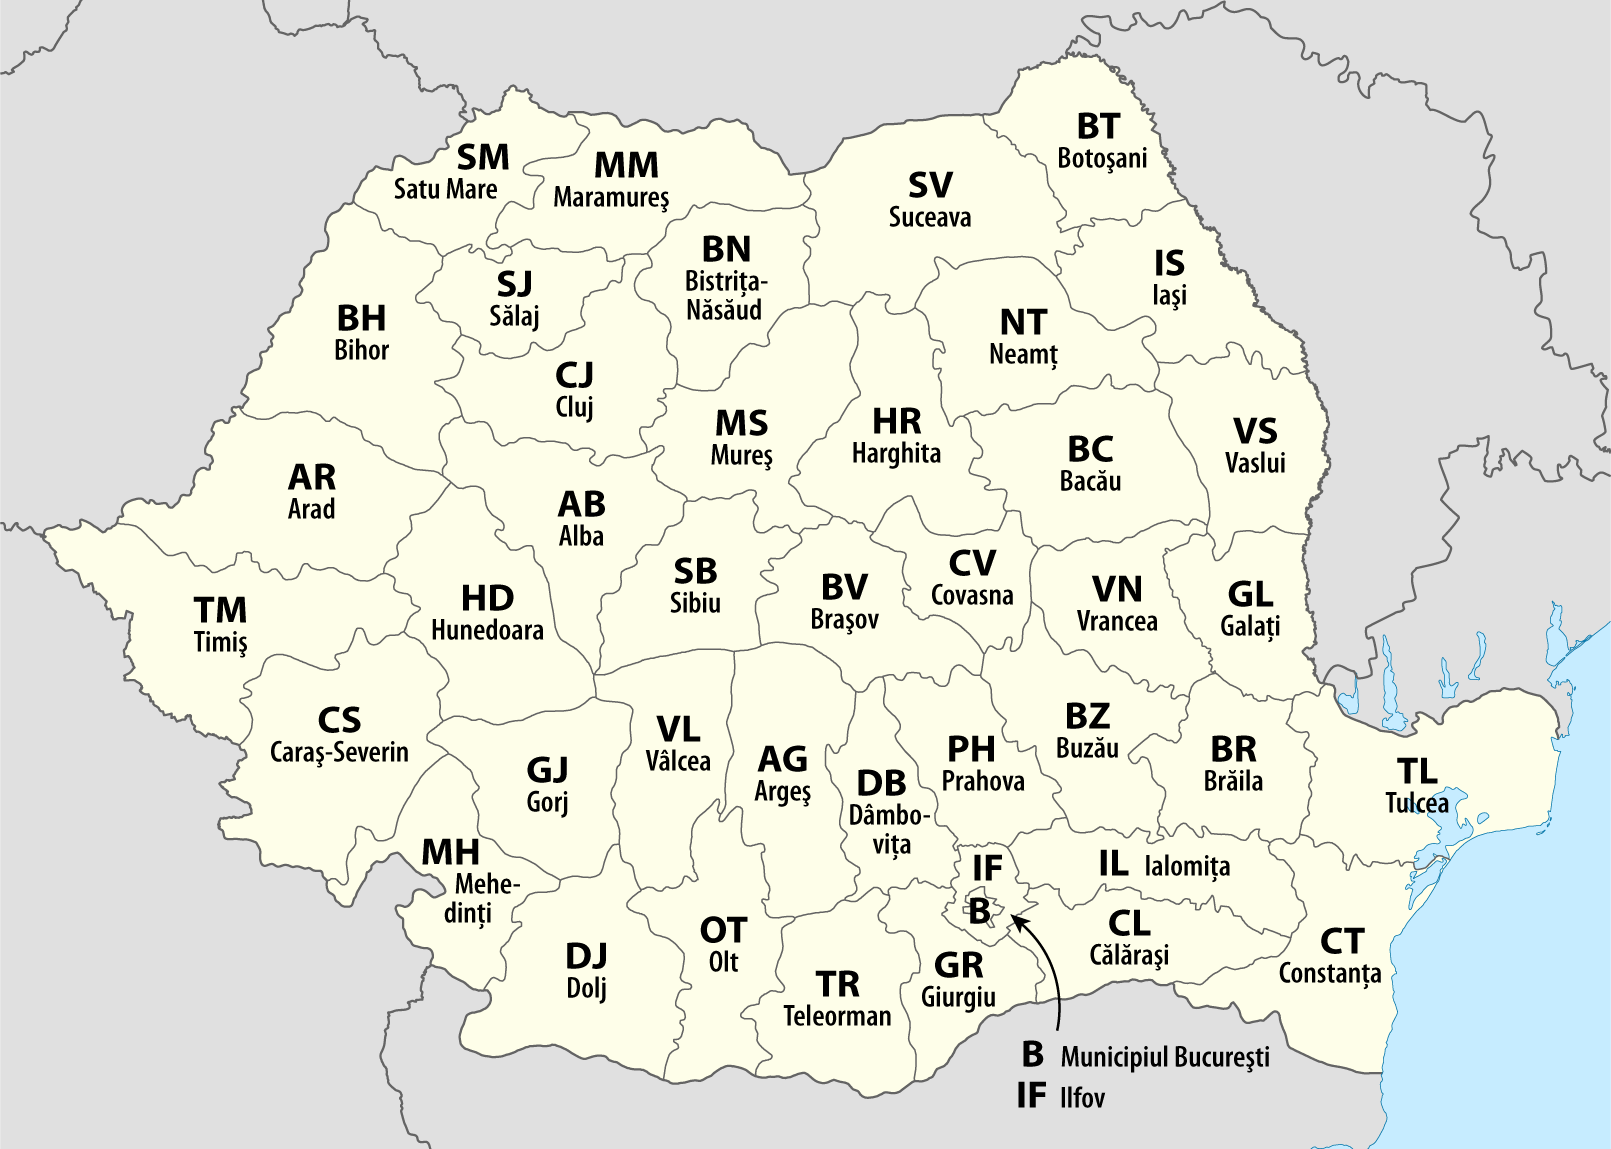 BT
Botoşani
SM
Satu Mare
MM
Maramureş
SV
Suceava
BN
Bistriţa-
Năsăud
IS
Iaşi
SJ
Sălaj
BH
Bihor
NT
Neamţ
CJ
Cluj
MS
Mureş
HR
Harghita
BC
Bacău
VS
Vaslui
AR
Arad
AB
Alba
SB
Sibiu
BV
Braşov
CV
Covasna
VN
Vrancea
GL
Galaţi
TM
Timiş
HD
Hunedoara
CS
Caraş-Severin
VL
Vâlcea
BZ
Buzău
PH
Prahova
BR
Brăila
AG
Argeş
GJ
Gorj
DB
Dâmbo-
viţa
TL
Tulcea
MH
Mehe-
dinţi
IF
IL Ialomiţa
B
CL
Călăraşi
OT
Olt
DJ
Dolj
CT
Constanţa
GR
Giurgiu
TR
Teleorman
B Municipiul Bucureşti
IF Ilfov